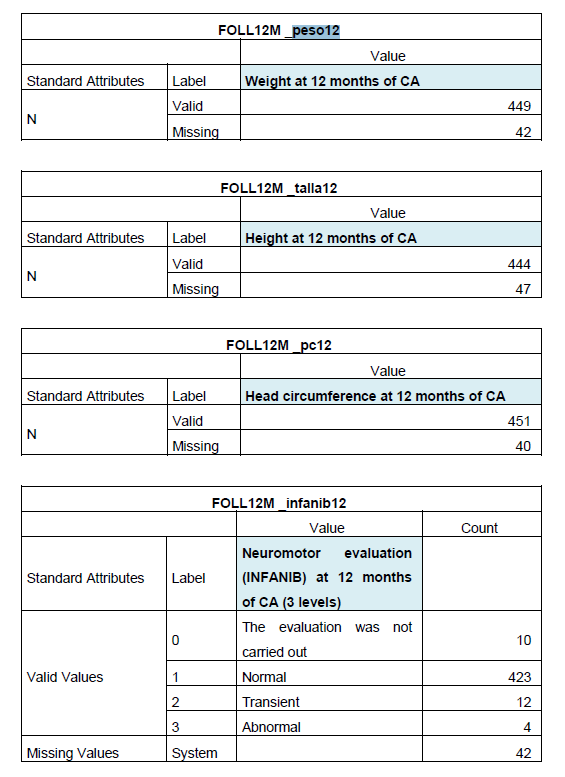 FOLL12M _peso12
Value
Standard Attributes Label Weight at 12 months of CA
N Valid 449
Missing 42
FOLL12M _talla12
Value
Standard Attributes Label Height at 12 months of CA
N Valid 444
Missing 47
FOLL12M _pc12
Value
Standard Attributes Label Head circumference at 12 months of CA
N Valid 451
Missing 40
FOLL12M _infanib12
Value Count
Standard Attributes Label Neuromotor evaluation
(INFANIB) at 12 months
of CA (3 levels)
Valid Values 0 The evaluation was not
carried out 10
1 Normal 423
2 Transient 12
3 Abnormal 4
Missing Values System 42